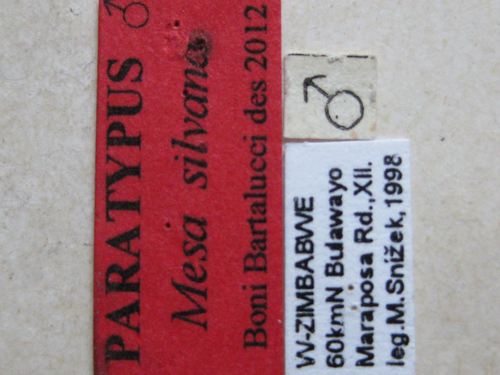 PARATYPUS ♂
Mesa silvana
Boni Bartalucci des 2012
♂
W-ZIMBABWE
60kmN Bulawayo
Maraposa Rd.,XII.
leg.M.Snížek,1998